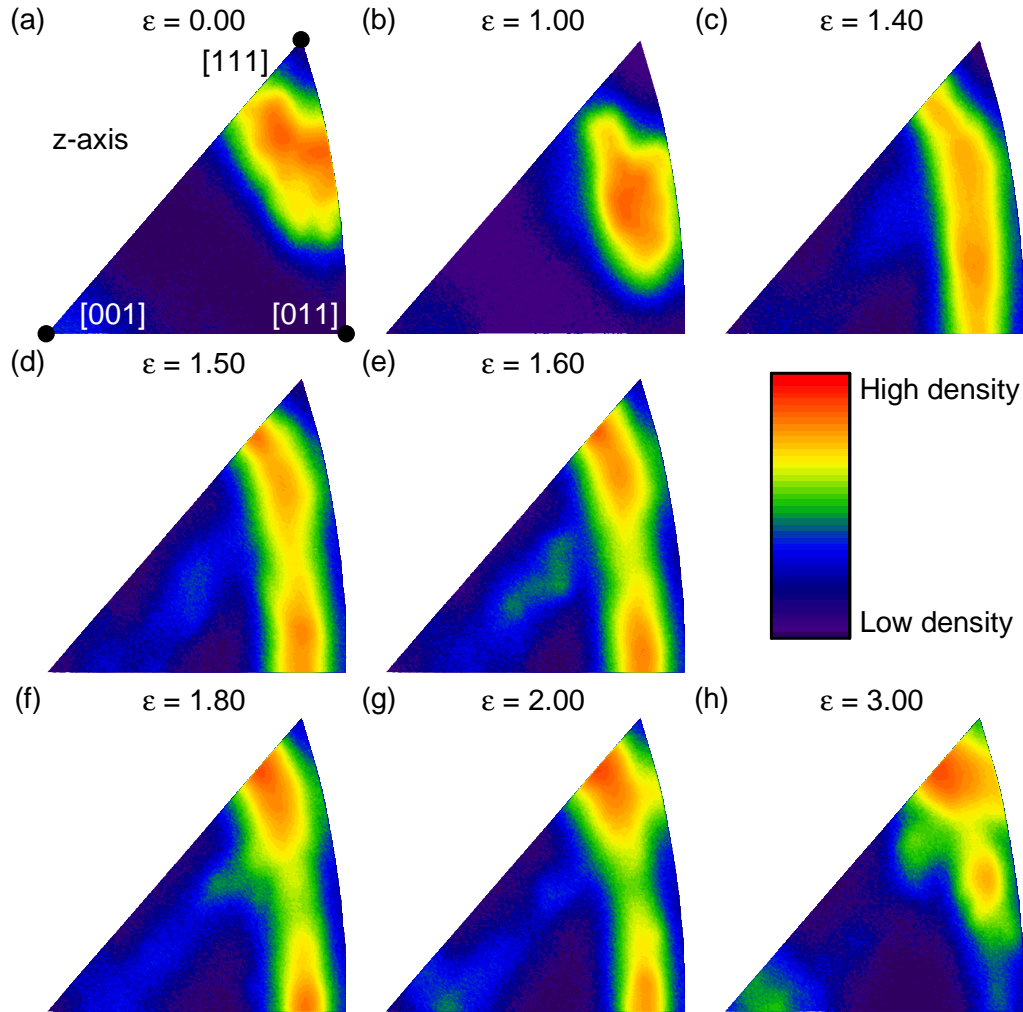 (a) ε = 0.00
[111]
z-axis
[001]
[011]
(b) ε = 1.00
(c) ε = 1.40
(d) ε = 1.50
(e) ε = 1.60
High density
Low density
(f) ε = 1.80
(g) ε = 2.00
(h) ε = 3.00